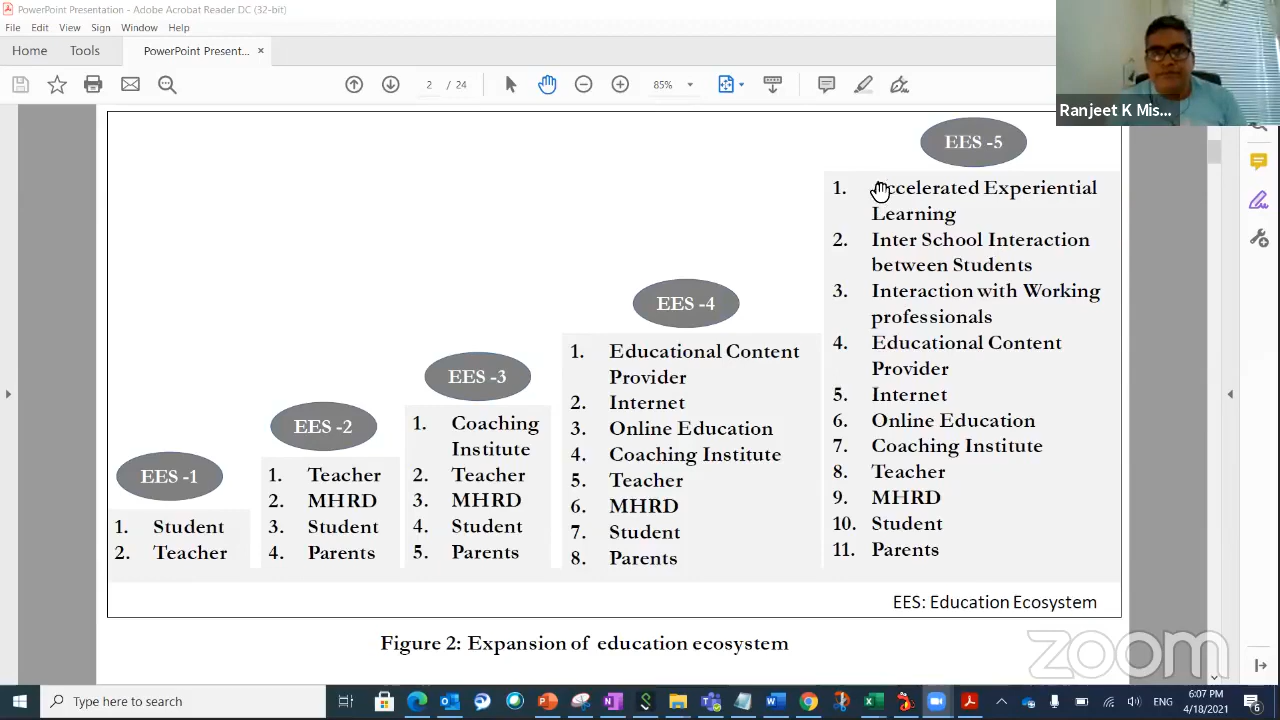 PowerPoint Presentation - Adobe Acrobat Reader DC (32-bit)
File Edit View Sign Window Help
Home Tools PowerPoint Present... ×
2 / 24 85%
Ranjeet K Mis...
EES -5
1. Accelerated Experiential
Learning
2. Inter School Interaction
between Students
3. Interaction with Working
professionals
4. Educational Content
Provider
5. Internet
6. Online Education
7. Coaching Institute
8. Teacher
9. MHRD
10. Student
11. Parents
EES -4
1. Educational Content
Provider
2. Internet
3. Online Education
4. Coaching Institute
5. Teacher
6. MHRD
7. Student
8. Parents
EES -3
1. Coaching
Institute
2. Teacher
3. MHRD
4. Student
5. Parents
EES -2
1. Teacher
2. MHRD
3. Student
4. Parents
EES -1
1. Student
2. Teacher
EES: Education Ecosystem
Figure 2: Expansion of education ecosystem
zoom
Type here to search
ENG
6:07 PM
4/18/2021